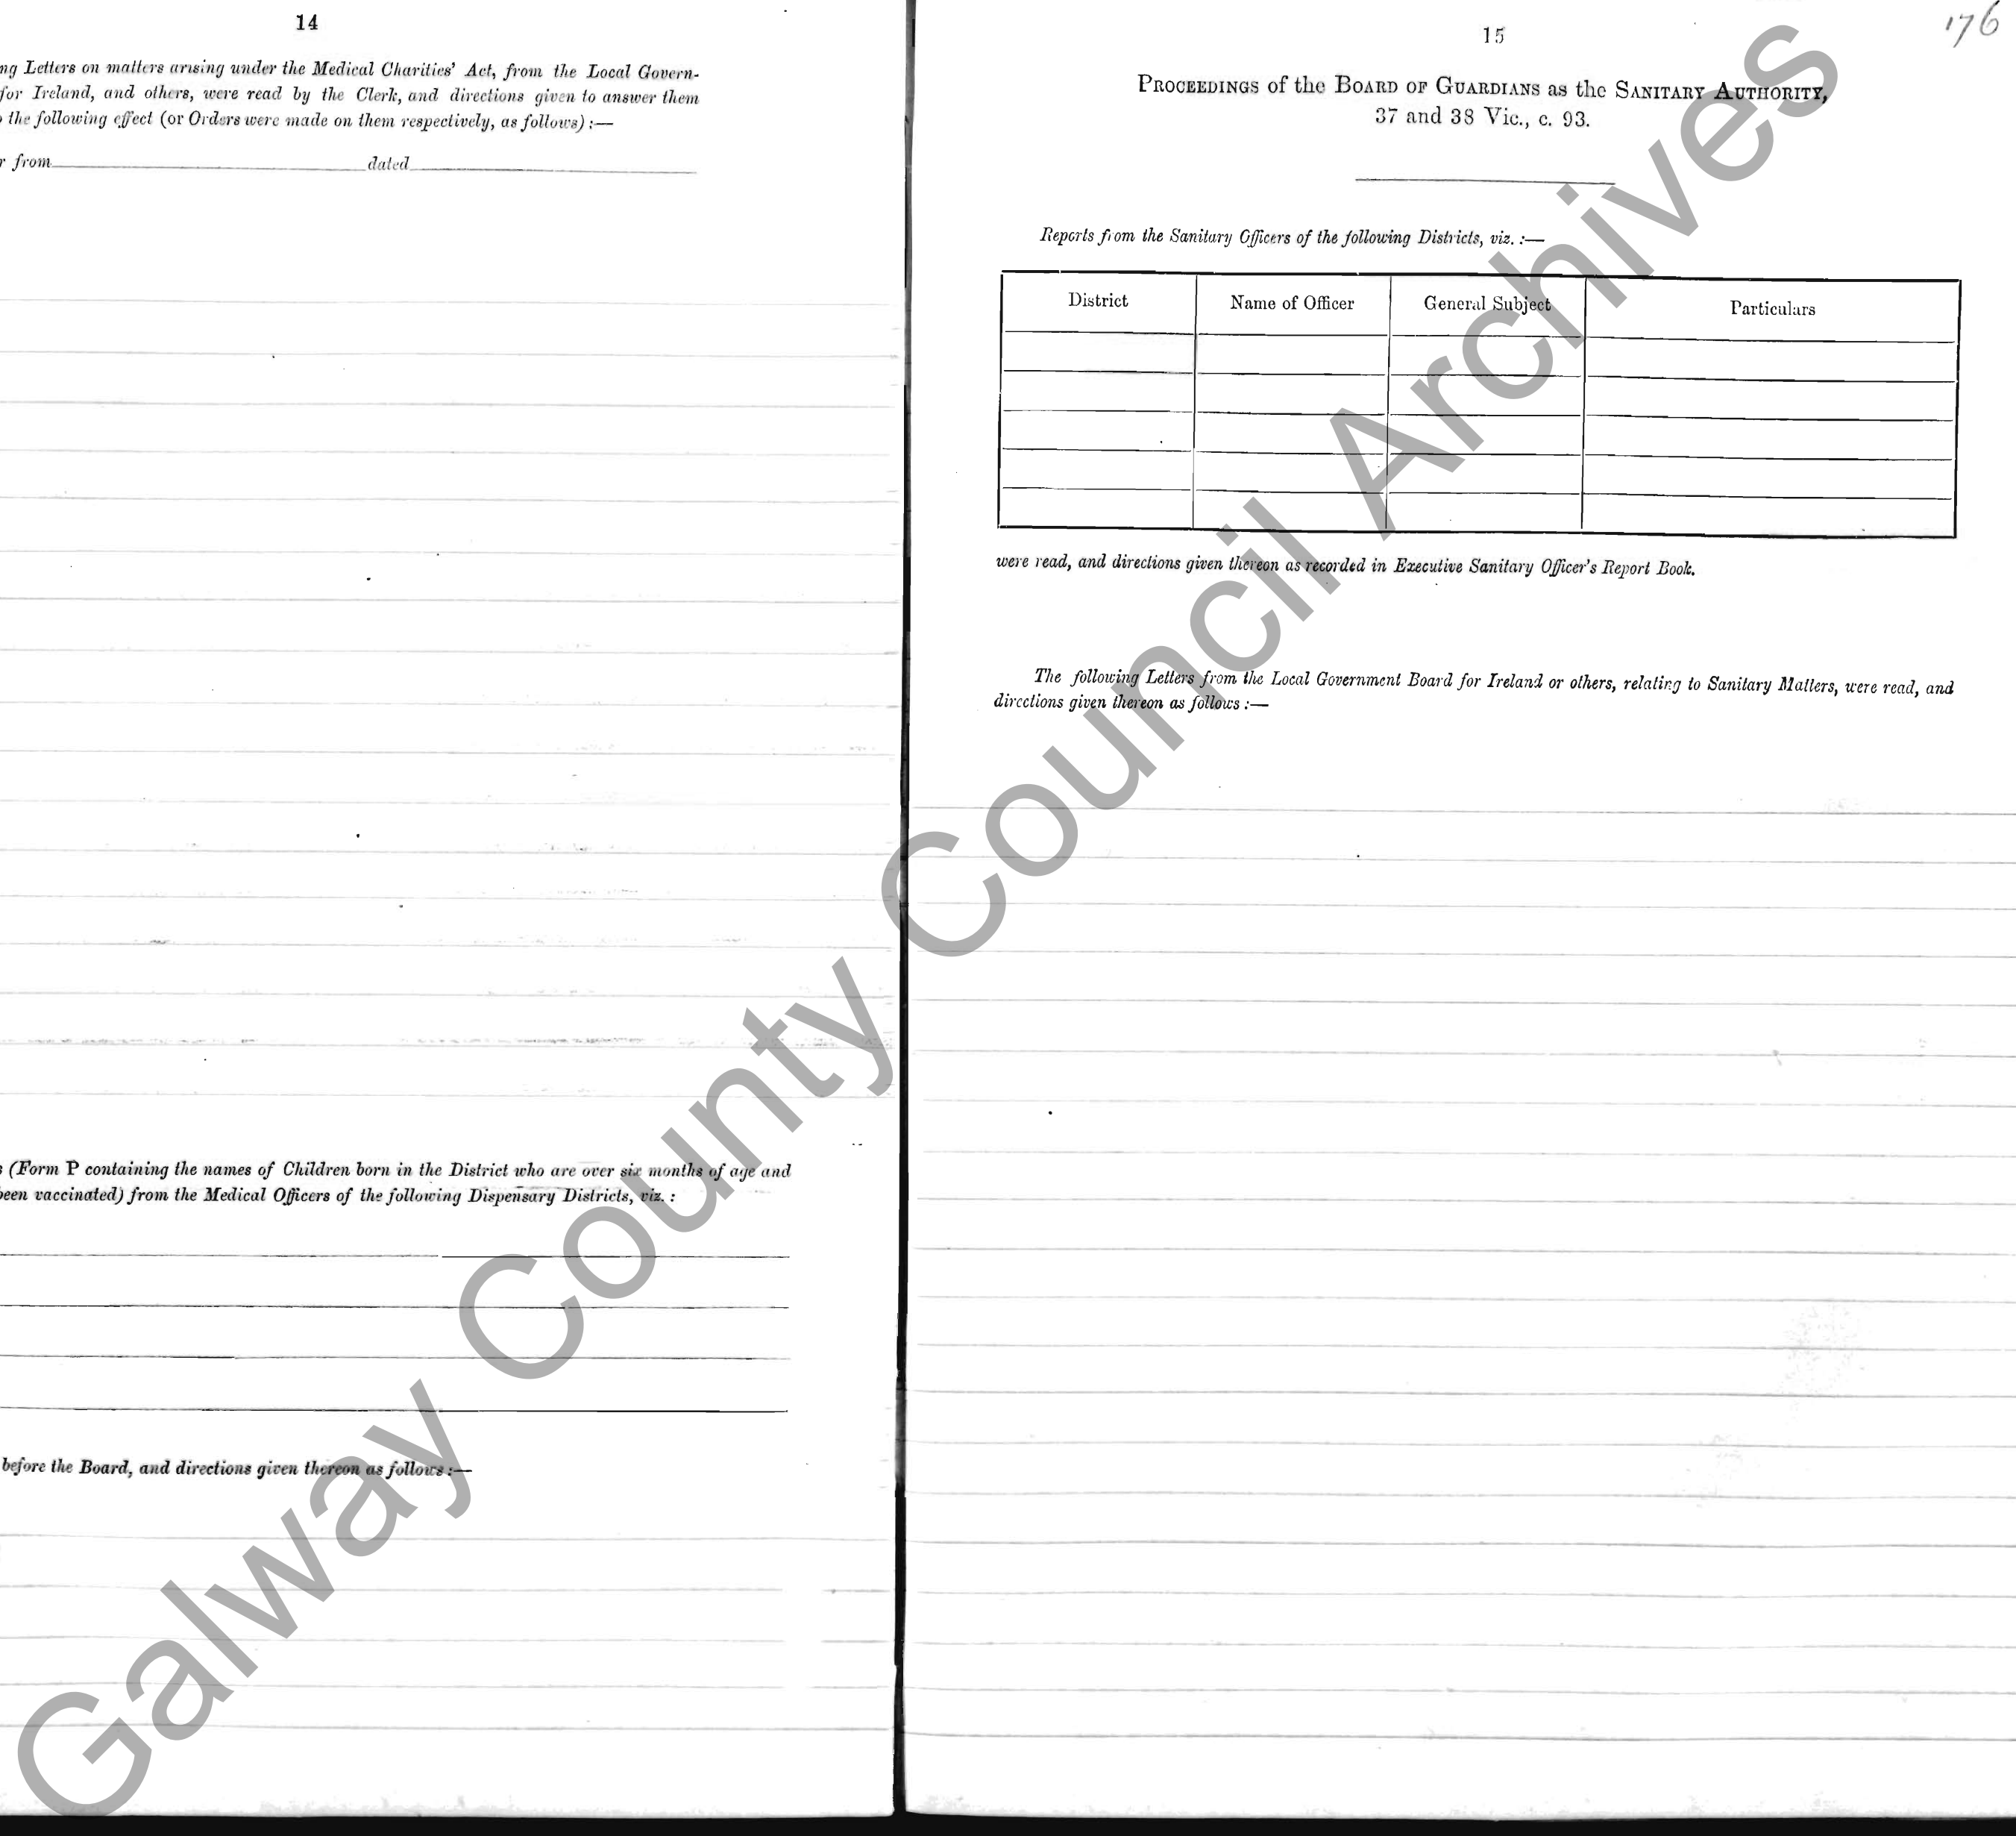 14
ng Letters on matters arising under the Medical Charities' Act, from the Local Govern-
for Ireland, and others, were read by the Clerk, and directions given to answer them
the following effect (or Orders were made on them respectively, as follows) :—
r from dated
s (Form P containing the names of Children born in the District who are over six months of age and
been vaccinated) from the Medical Officers of the following Dispensary Districts, viz. :
before the Board, and directions given thereon as follows :—
176
15
PROCEEDINGS of the BOARD OF GUARDIANS as the SANITARY AUTHORITY,
37 and 38 Vic., c. 93.
Reports from the Sanitary Officers of the following Districts, viz. :—
District Name of Officer General Subject Particulars
were read, and directions given thereon as recorded in Executive Sanitary Officer's Report Book.
The following Letters from the Local Government Board for Ireland or others, relating to Sanitary Matters, were read, and
directions given thereon as follows :—
Galway County Council Archives